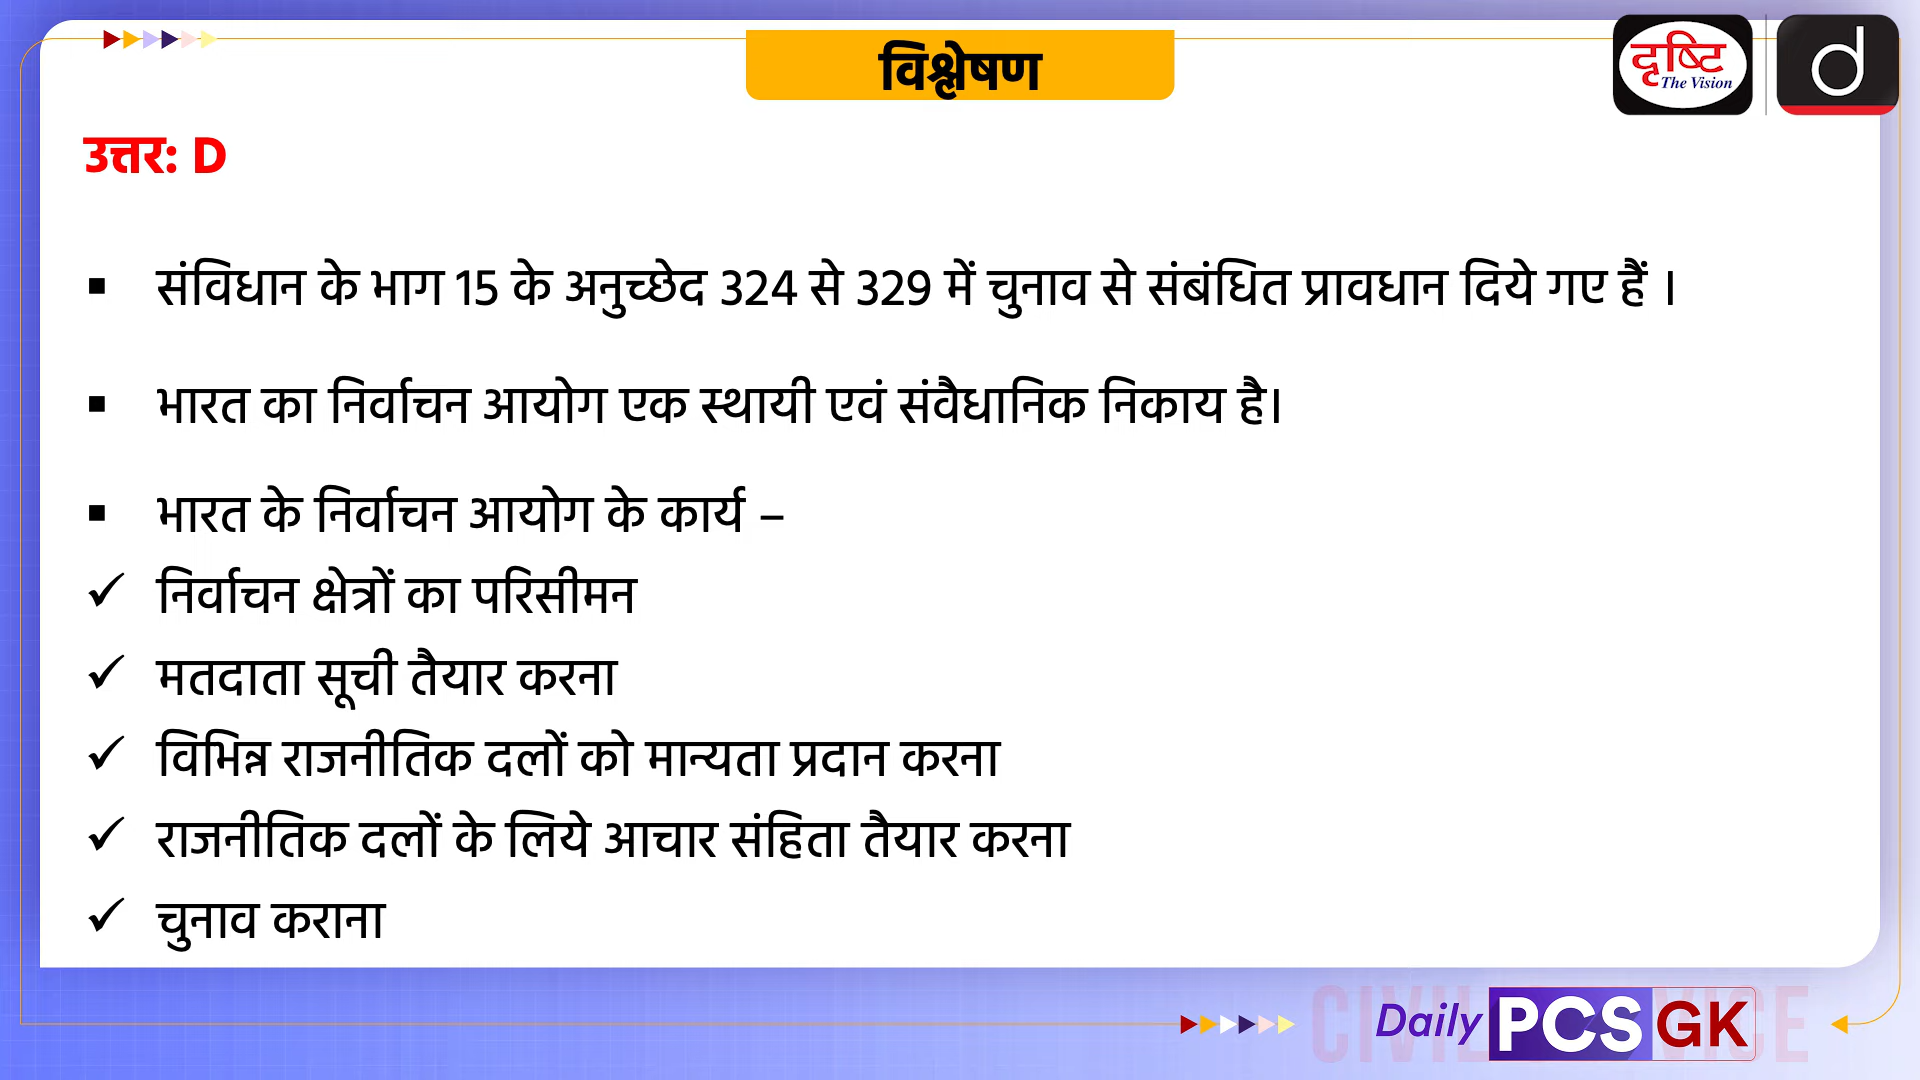 विश्लेषण
दृष्टि
The Vision
d
उत्तर: D
▪ संविधान के भाग 15 के अनुच्छेद 324 से 329 में चुनाव से संबंधित प्रावधान दिये गए हैं ।
▪ भारत का निर्वाचन आयोग एक स्थायी एवं संवैधानिक निकाय है।
▪ भारत के निर्वाचन आयोग के कार्य –
✓ निर्वाचन क्षेत्रों का परिसीमन
✓ मतदाता सूची तैयार करना
✓ विभिन्न राजनीतिक दलों को मान्यता प्रदान करना
✓ राजनीतिक दलों के लिये आचार संहिता तैयार करना
✓ चुनाव कराना
Daily PCS GK